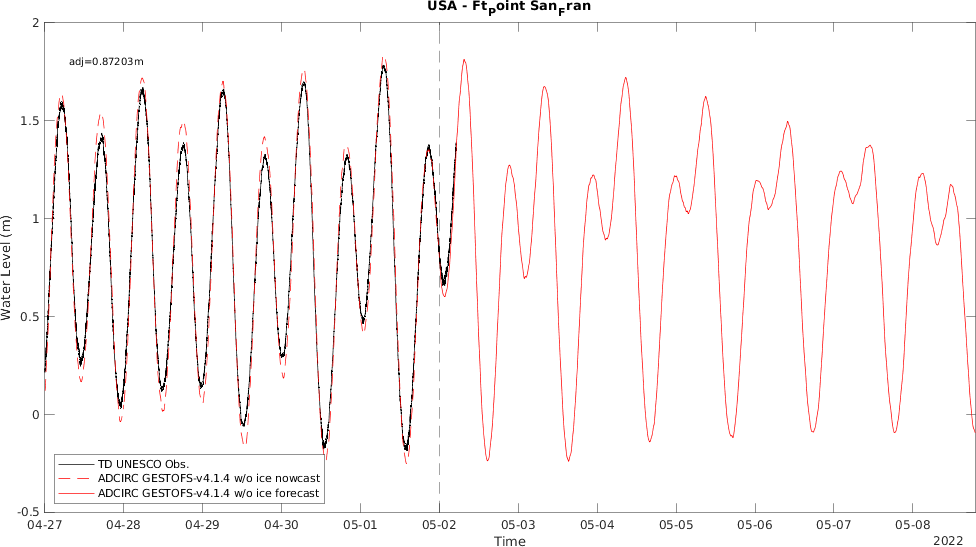 USA - FtPoint SanFran
2
adj=0.87203m
1.5
1
Water Level (m)
0.5
0
TD UNESCO Obs.
ADCIRC GESTOFS-v4.1.4 w/o ice nowcast
ADCIRC GESTOFS-v4.1.4 w/o ice forecast
-0.5
04-27 04-28 04-29 04-30 05-01 05-02 05-03 05-04 05-05 05-06 05-07 05-08
Time
2022